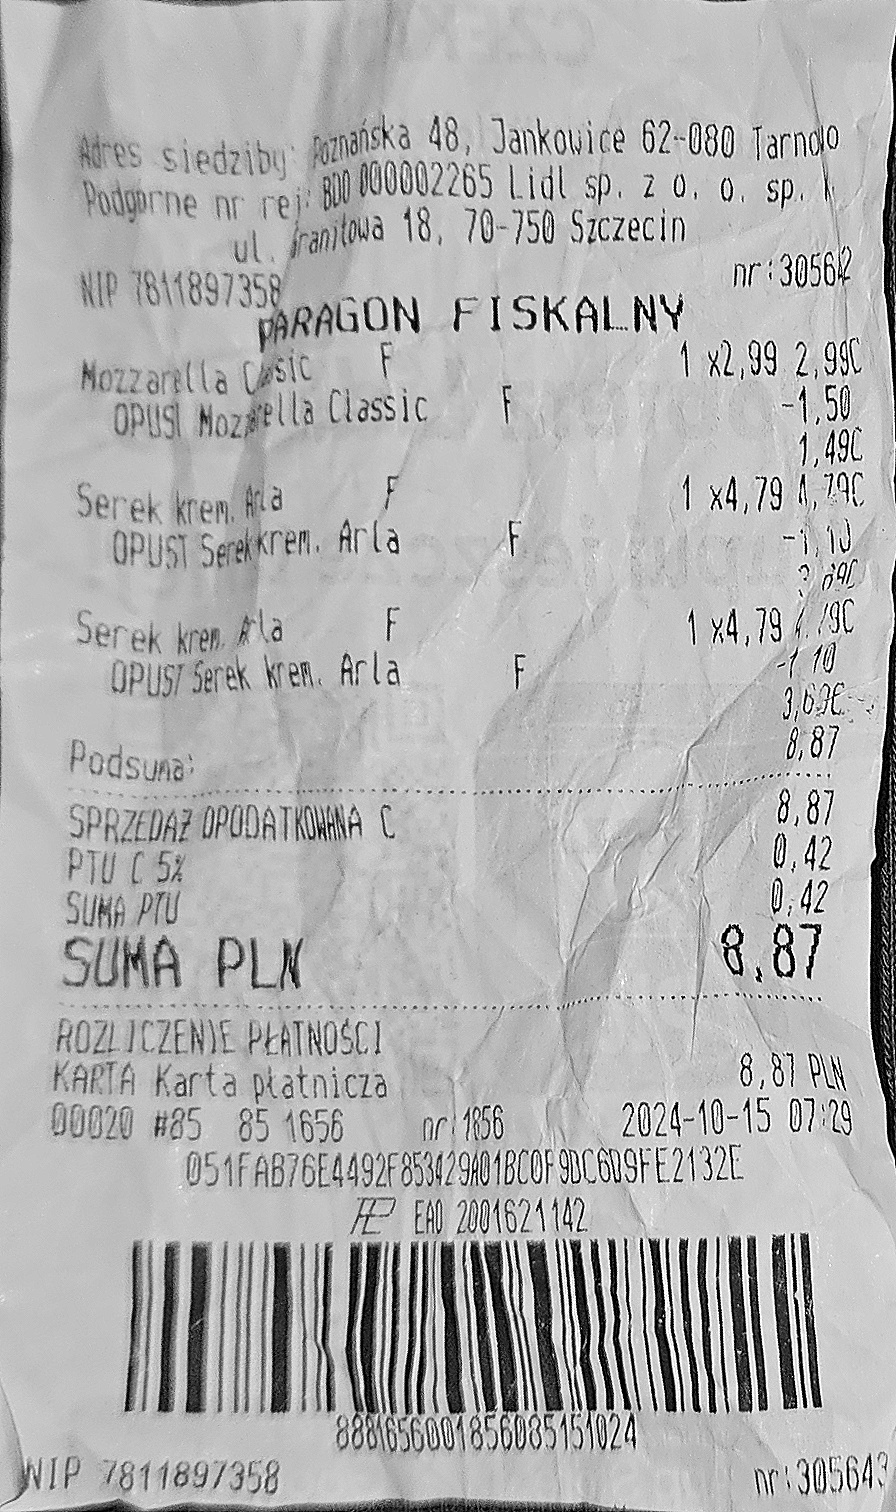 Adres siedziby: Poznańska 48, Jankowice 62-080 Tarnowo
Podgórne nr rej: BDO 000002265 Lidl sp. z o. o. sp. k
ul. Granitowa 18, 70-750 Szczecin
NIP 7811897358 nr:305642
PARAGON FISKALNY
Mozzarella Clasic F 1 x2,99 2,99C
OPUST Mozzarella Classic F -1,50
1,49C
Serek krem. Arla F 1 x4,79 4,79C
OPUST Serek krem. Arla F -1,10
3,69C
Serek krem. Arla F 1 x4,79 4,79C
OPUST Serek krem. Arla F -1,10
3,69C
Podsuma: 8,87
SPRZEDAŻ OPODATKOWANA C 8,87
PTU C 5% 0,42
SUMA PTU 0,42
SUMA PLN 8,87
ROZLICZENIE PŁATNOŚCI
KARTA Karta płatnicza 8,87 PLN
00020 #85 85 1656 nr:1856 2024-10-15 07:29
051FAB76E4492F853429A01BC0F9DC6D9FE2132E
EAO 2001621142
NIP 7811897358 nr:305643